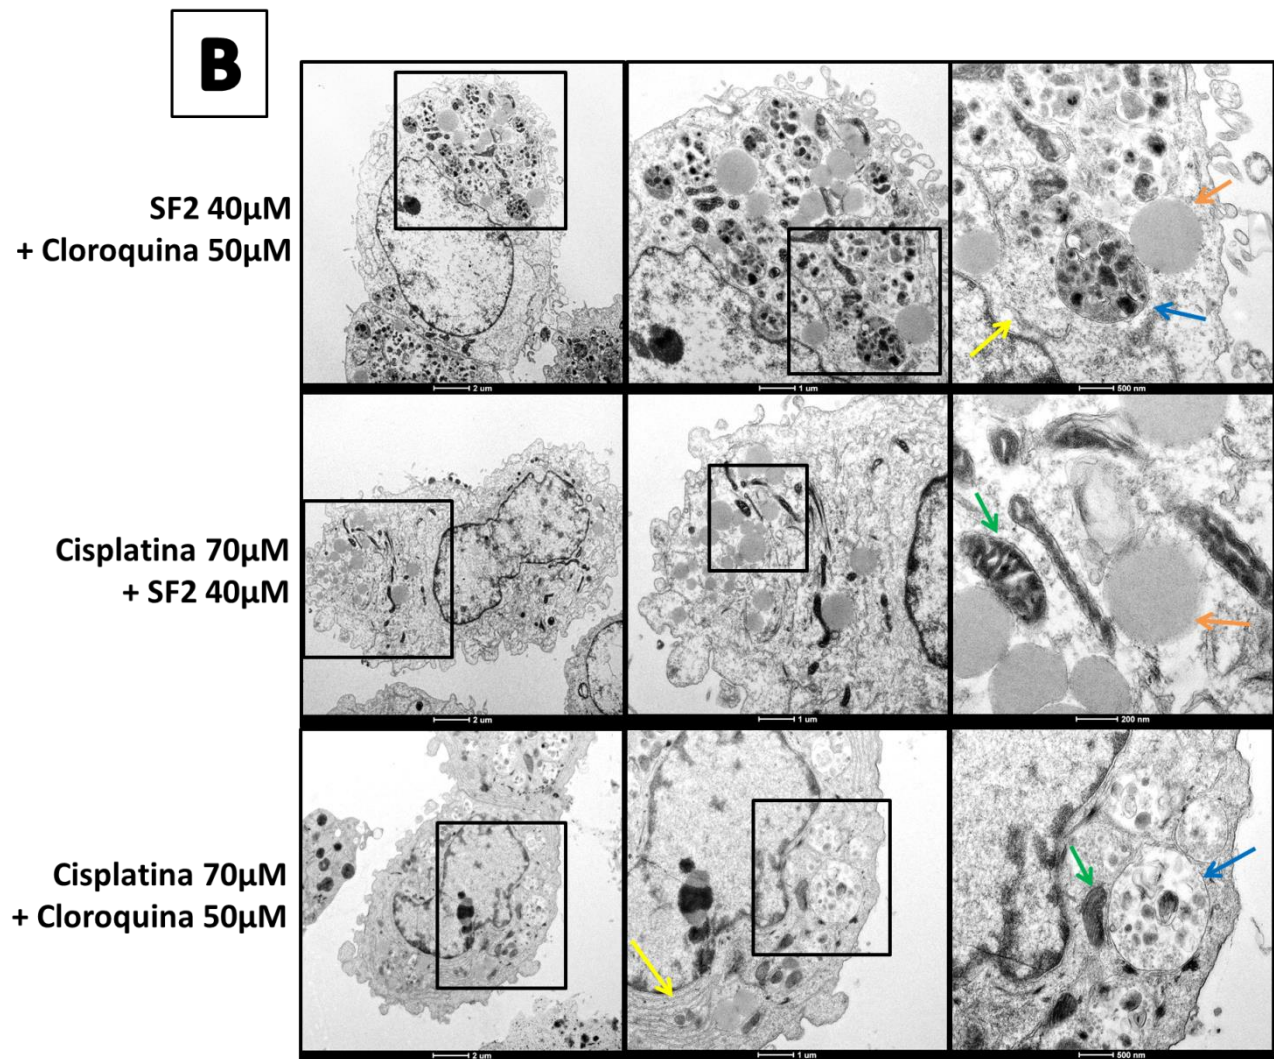 B
SF2 40µM
+ Cloroquina 50µM
2 um
1 um
500 nm
Cisplatina 70µM
+ SF2 40µM
2 um
1 um
200 nm
Cisplatina 70µM
+ Cloroquina 50µM
2 um
1 um
500 nm